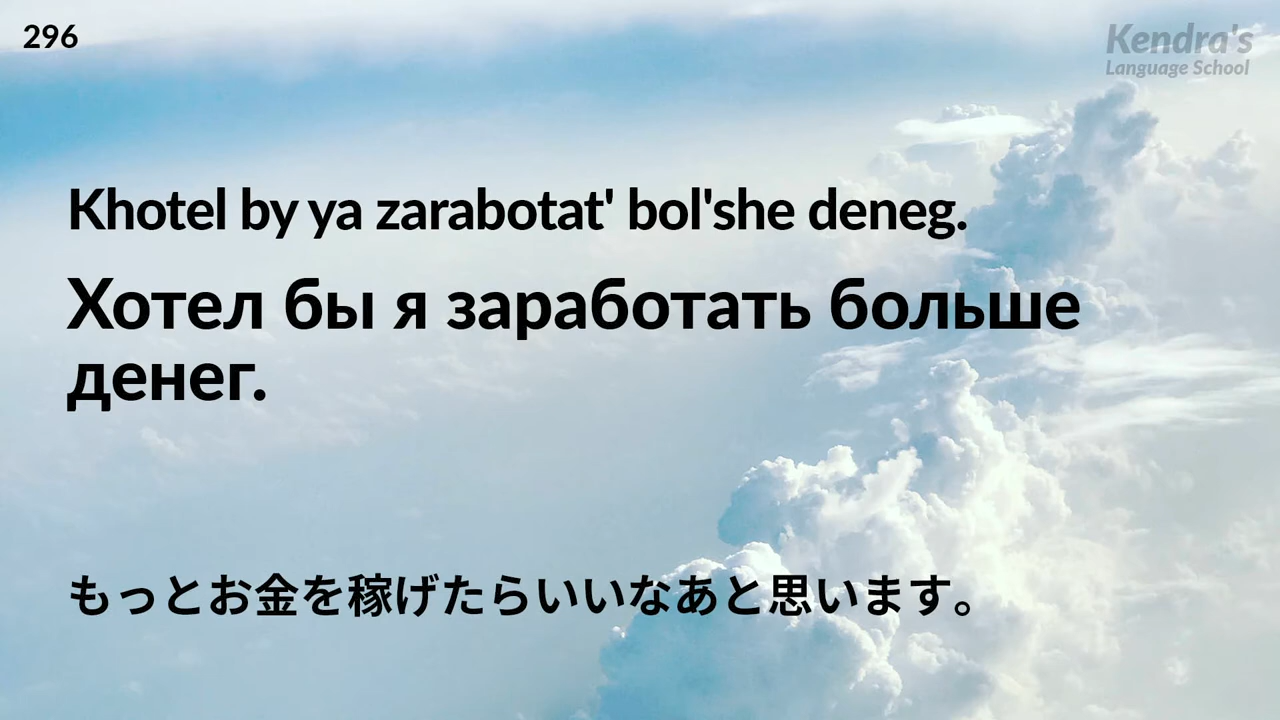 296
Kendra's
Language School
Khotel by ya zarabotat' bol'she deneg.
Хотел бы я заработать больше
денег.
もっとお金を稼げたらいいなあと思います。